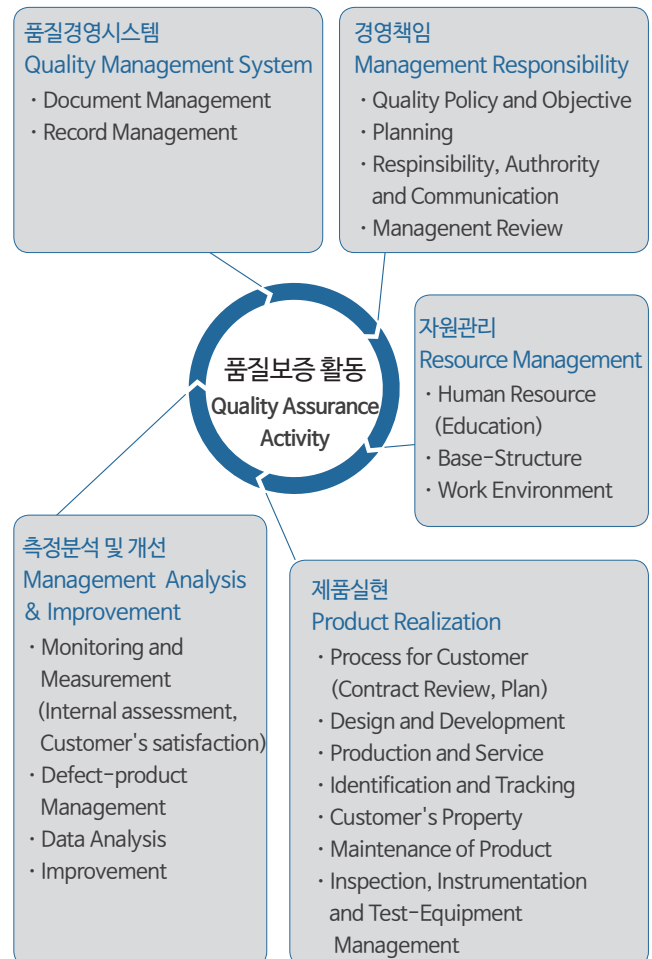 품질경영시스템
Quality Management System
· Document Management
· Record Management
경영책임
Management Responsibility
· Quality Policy and Objective
· Planning
· Respinsibility, Authrority
and Communication
· Managenent Review
자원관리
Resource Management
· Human Resource
(Education)
· Base-Structure
· Work Environment
품질보증 활동
Quality Assurance
Activity
측정분석 및 개선
Management Analysis
& Improvement
· Monitoring and
Measurement
(Internal assessment,
Customer's satisfaction)
· Defect-product
Management
· Data Analysis
· Improvement
제품실현
Product Realization
· Process for Customer
(Contract Review, Plan)
· Design and Development
· Production and Service
· Identification and Tracking
· Customer's Property
· Maintenance of Product
· Inspection, Instrumentation
and Test-Equipment
Management